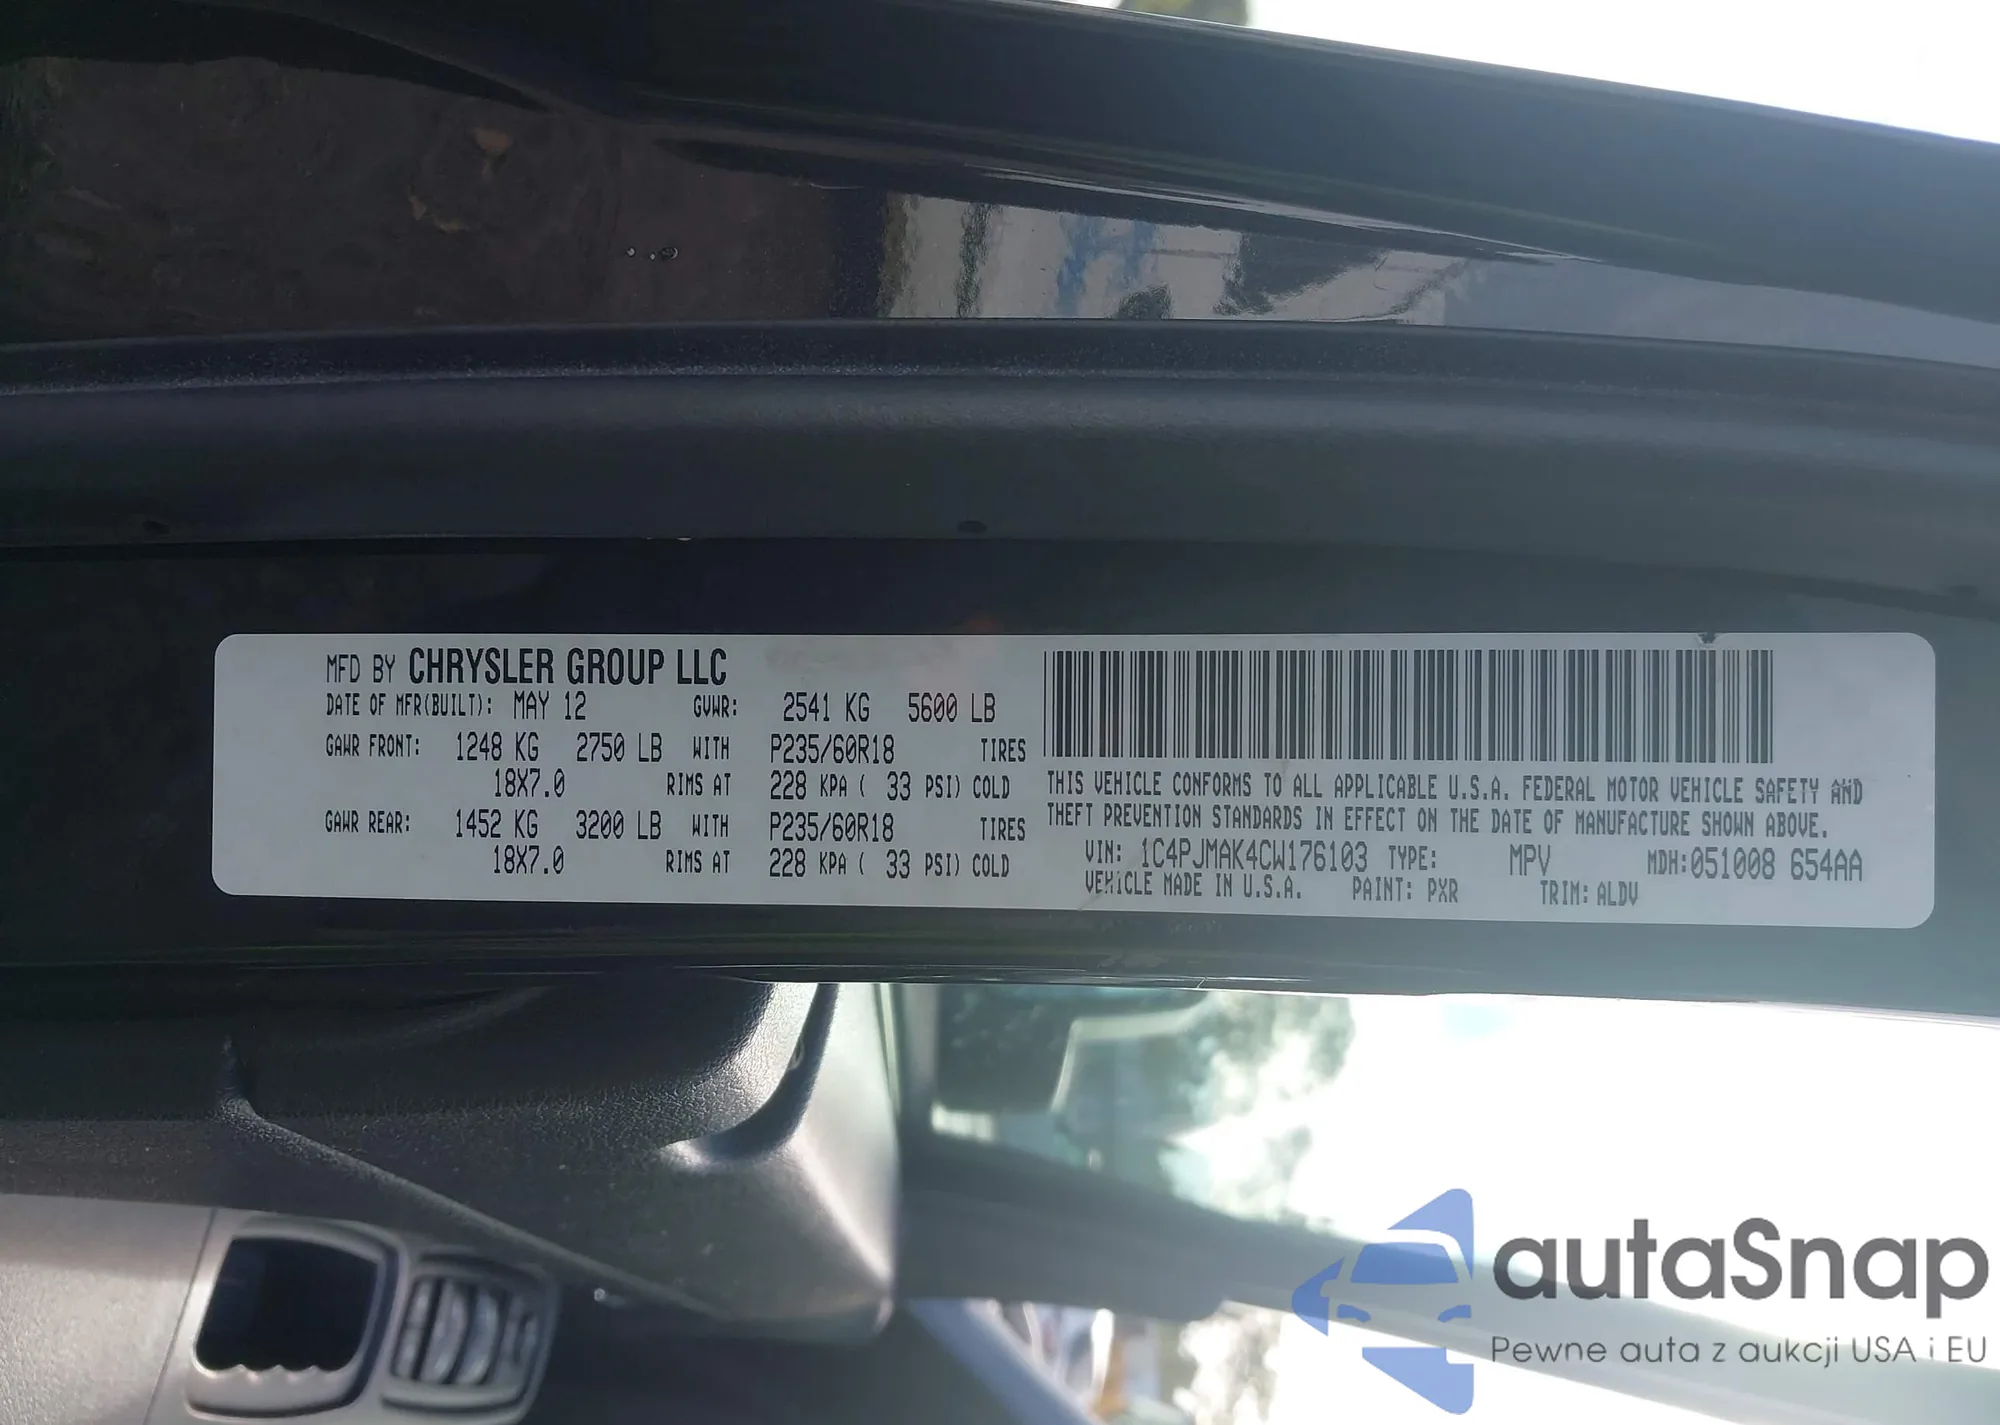 MFD BY CHRYSLER GROUP LLC
DATE OF MFR(BUILT): MAY 12 GVWR: 2541 KG 5600 LB
GAWR FRONT: 1248 KG 2750 LB WITH P235/60R18 TIRES
18X7.0 RIMS AT 228 KPA ( 33 PSI) COLD
GAWR REAR: 1452 KG 3200 LB WITH P235/60R18 TIRES
18X7.0 RIMS AT 228 KPA ( 33 PSI) COLD
THIS VEHICLE CONFORMS TO ALL APPLICABLE U.S.A. FEDERAL MOTOR VEHICLE SAFETY AND
THEFT PREVENTION STANDARDS IN EFFECT ON THE DATE OF MANUFACTURE SHOWN ABOVE.
VIN: 1C4PJMAK4CW176103 TYPE: MPV MDH:051008 654AA
VEHICLE MADE IN U.S.A. PAINT: PXR TRIM: ALDV
autaSnap
Pewne auta z aukcji USA i EU